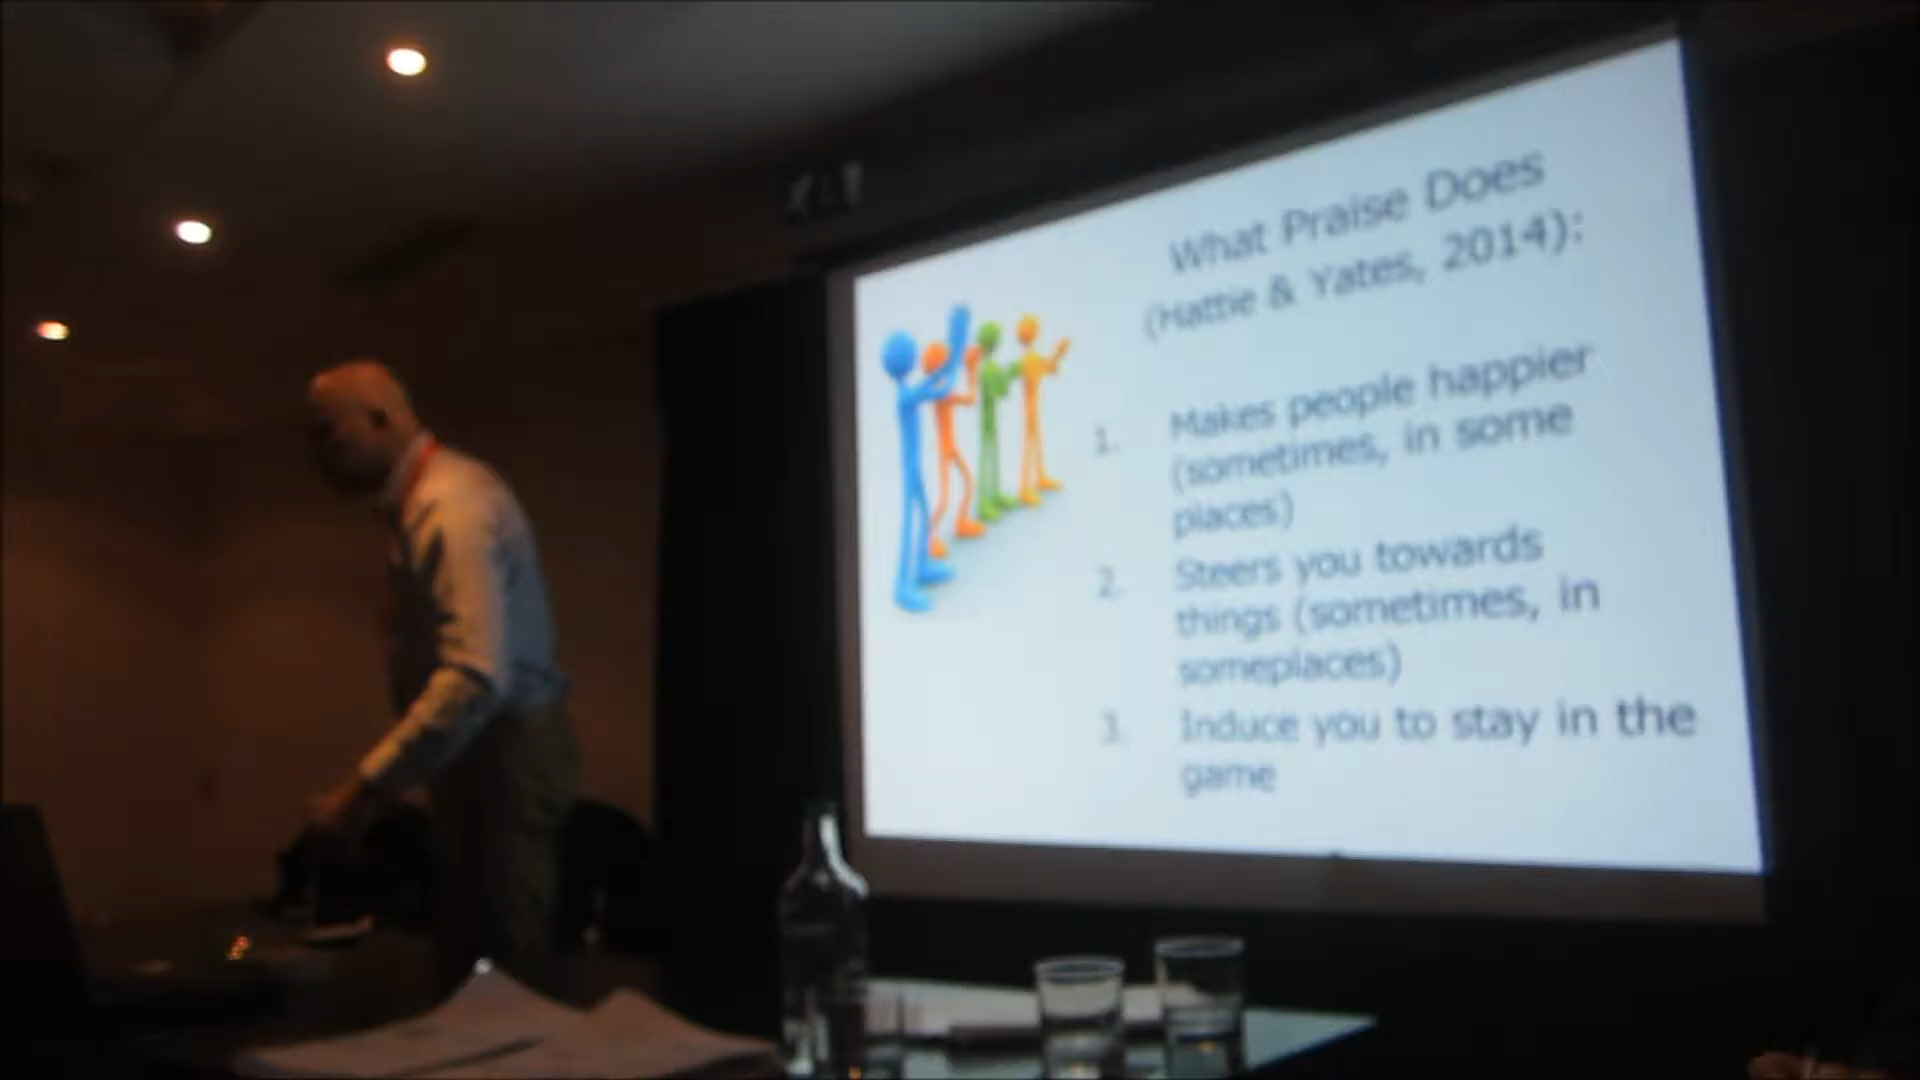 What Praise Does
(Hattie & Yates, 2014):
1. Makes people happier
(sometimes, in some
places)
2. Steers you towards
things (sometimes, in
someplaces)
3. Induce you to stay in the
game